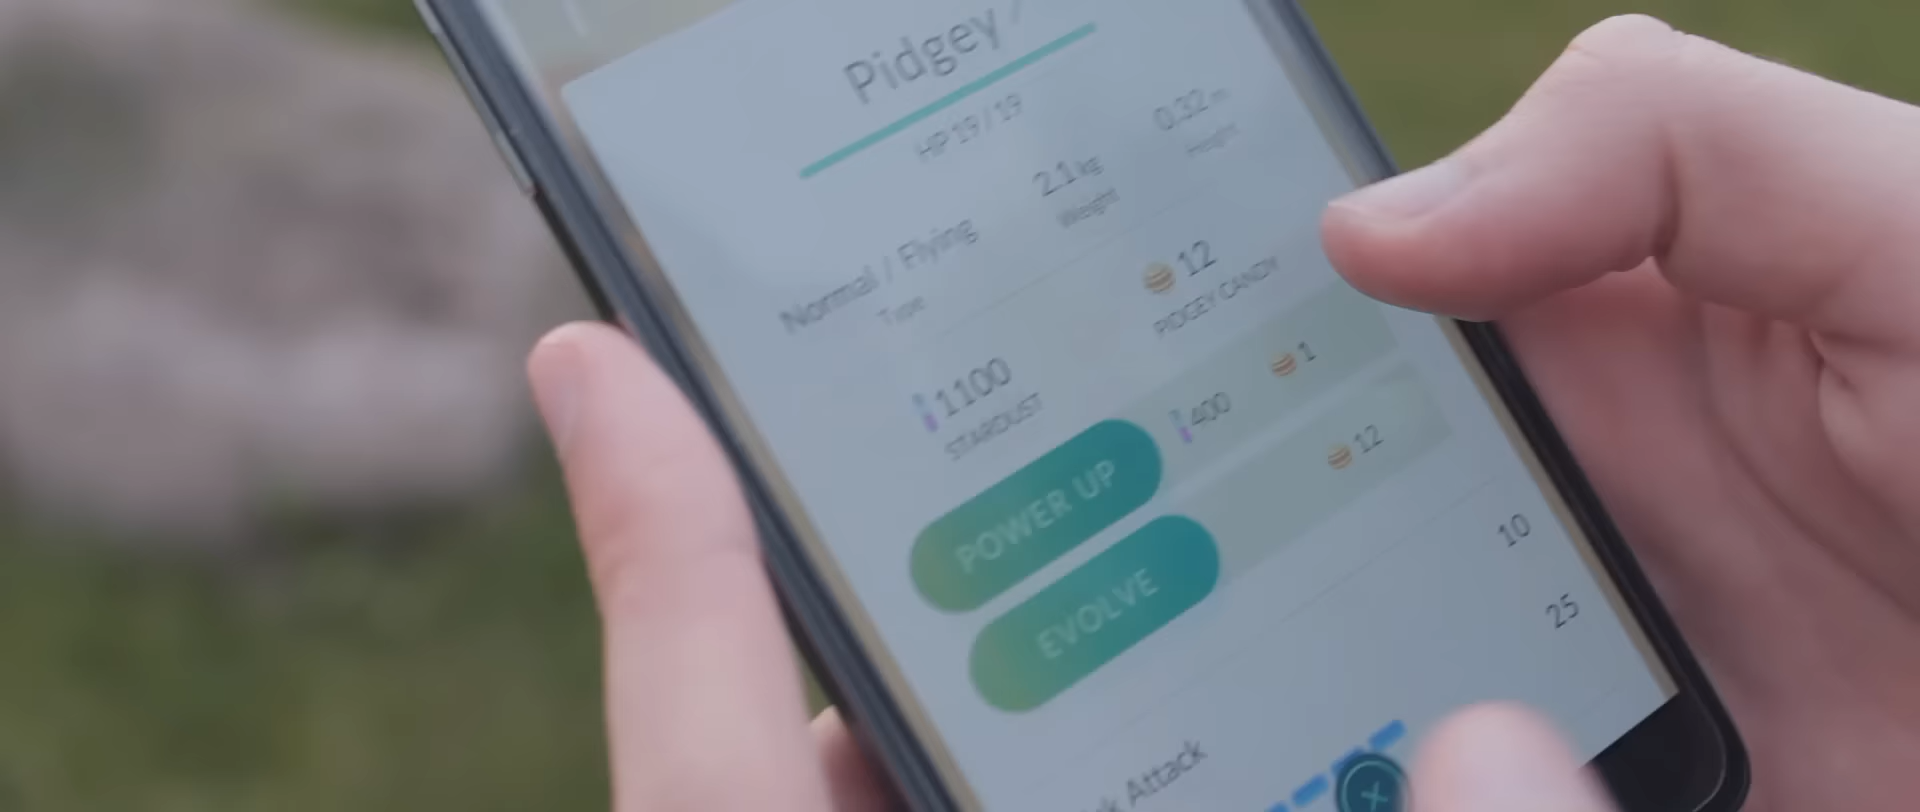 Pidgey
HP 19 / 19
Normal / Flying
Type
2.1 kg
Weight
0.32 m
Height
1100
STARDUST
12
PIDGEY CANDY
POWER UP
400
1
EVOLVE
12
10
25
Attack